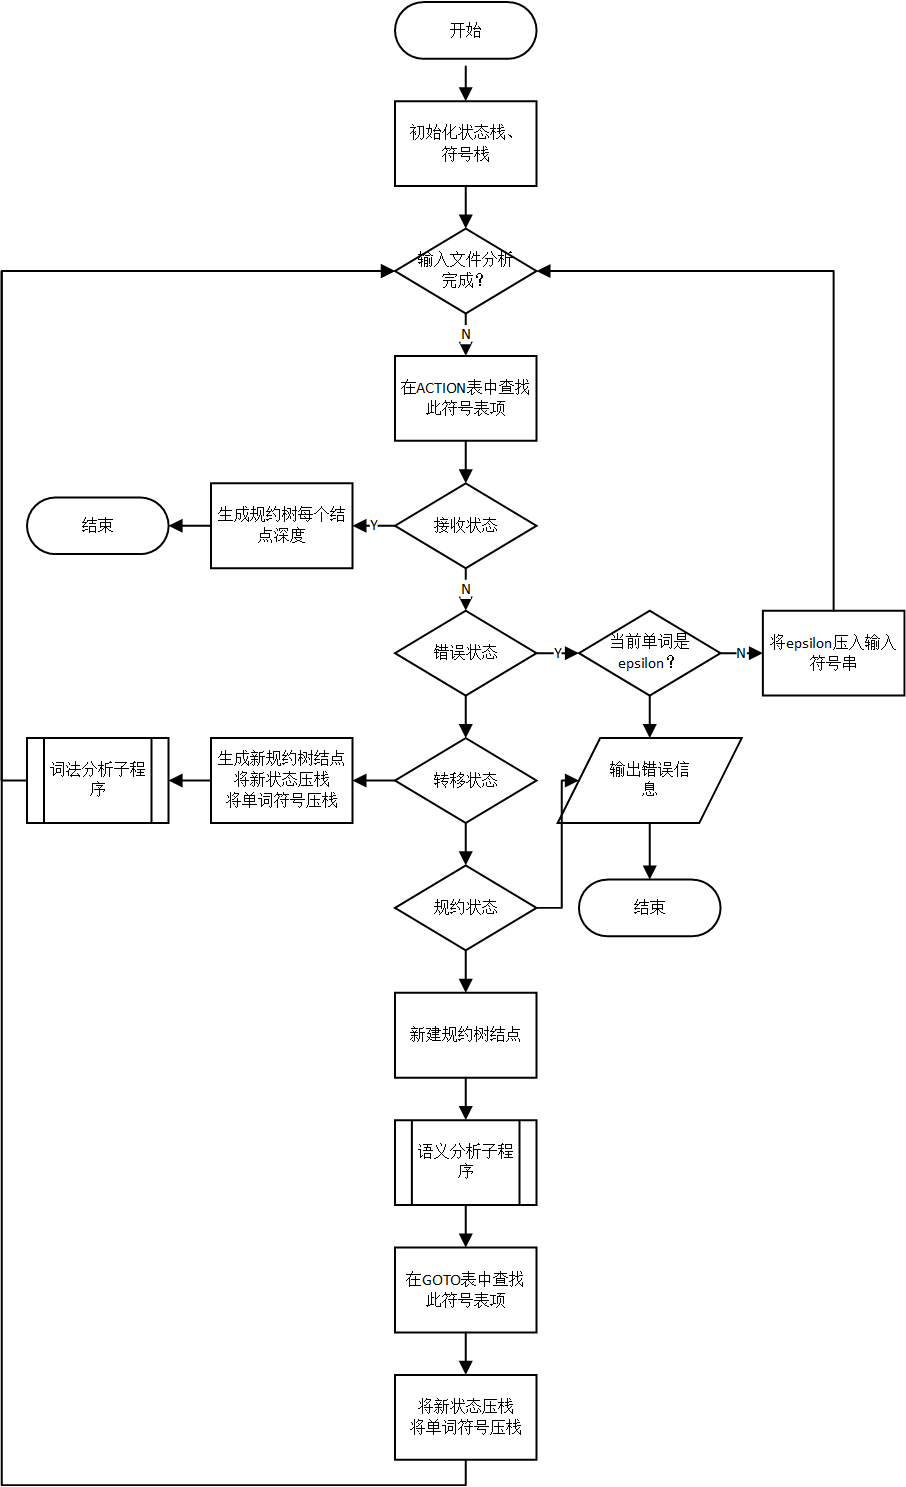 开始
初始化状态栈、
符号栈
输入文件分析
完成？
N
在ACTION表中查找
此符号表项
结束
生成规约树每个结
点深度
Y
接收状态
N
错误状态
Y
当前单词是
epsilon？
N
将epsilon压入输入
符号串
词法分析子程
序
生成新规约树结点
将新状态压栈
将单词符号压栈
转移状态
输出错误信
息
规约状态
结束
新建规约树结点
语义分析子程
序
在GOTO表中查找
此符号表项
将新状态压栈
将单词符号压栈